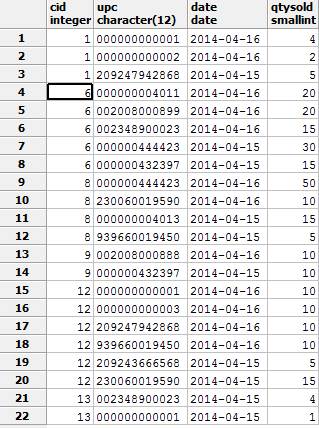 cid upc date qtysold
integer character(12) date smallint
1 1 000000000001 2014-04-16 4
2 1 000000000002 2014-04-16 2
3 1 209247942868 2014-04-15 5
4 6 000000004011 2014-04-16 20
5 6 002008000899 2014-04-16 20
6 6 002348900023 2014-04-16 15
7 6 000000444423 2014-04-15 30
8 6 000000432397 2014-04-15 15
9 8 000000444423 2014-04-16 50
10 8 230060019590 2014-04-16 10
11 8 000000004013 2014-04-15 15
12 8 939660019450 2014-04-15 5
13 9 002008000888 2014-04-16 10
14 9 000000432397 2014-04-15 10
15 12 000000000001 2014-04-16 10
16 12 000000000003 2014-04-16 10
17 12 209247942868 2014-04-16 10
18 12 939660019450 2014-04-16 10
19 12 209243666568 2014-04-15 5
20 12 230060019590 2014-04-15 15
21 13 002348900023 2014-04-15 4
22 13 000000000001 2014-04-15 1